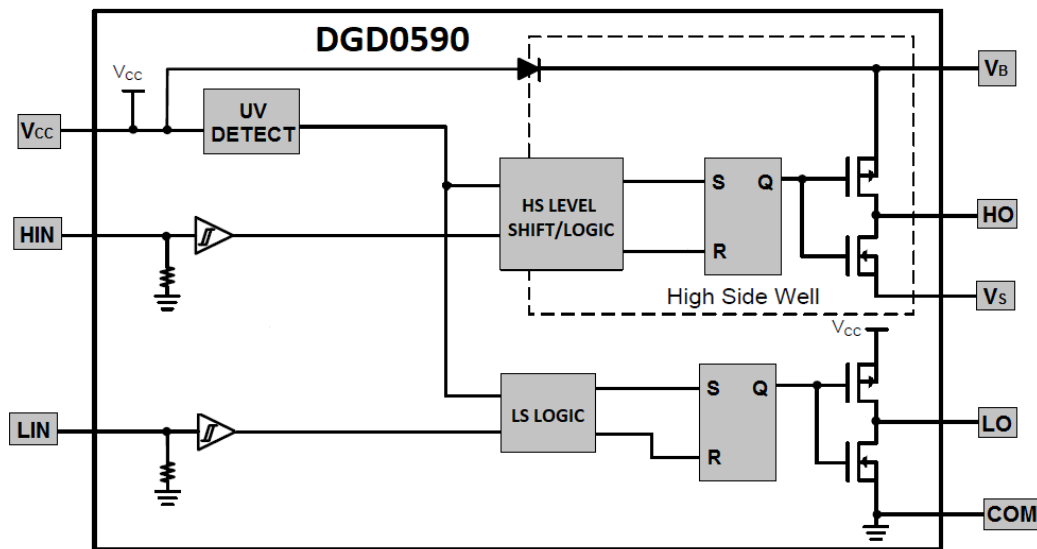 DGD0590
VCC
VB
VCC
UV
DETECT
HS LEVEL
SHIFT/LOGIC
S
Q
R
HIN
HO
High Side Well
VS
VCC
LS LOGIC
S
Q
R
LIN
LO
COM